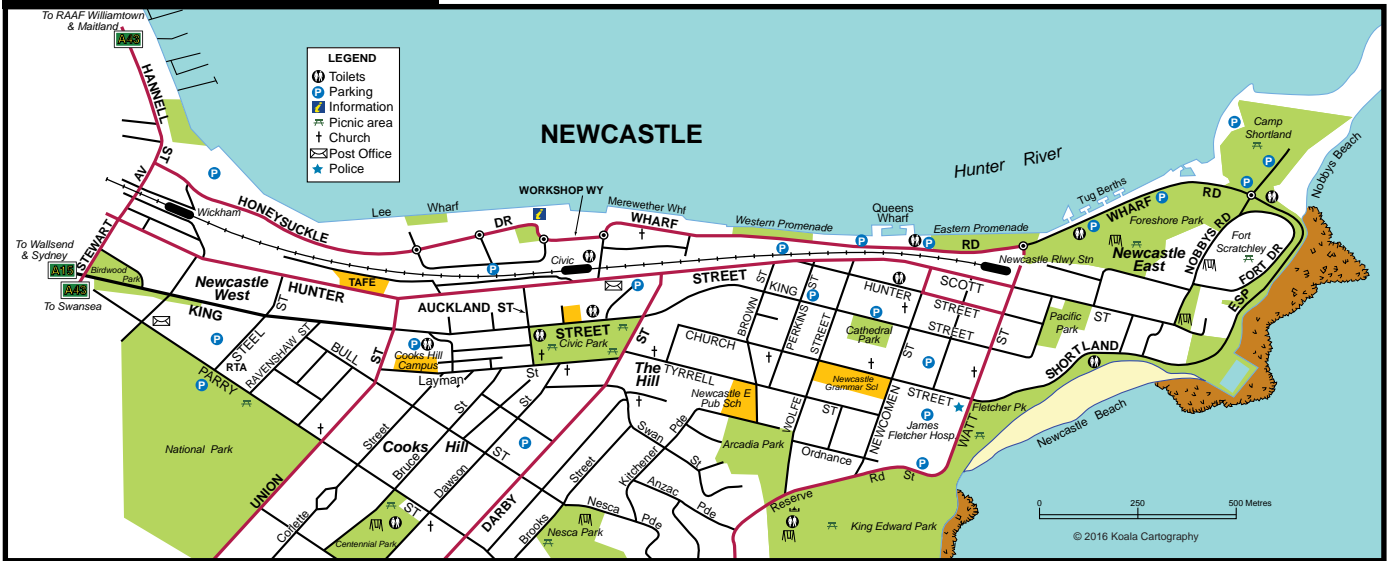 To RAAF Williamtown
& Maitland
A43
HANNELL
ST
LEGEND
Toilets
Parking
Information
Picnic area
Church
Post Office
Police
NEWCASTLE
Hunter River
Camp
Shortland
Nobbys Beach
Tug Berths
WHARF
RD
Foreshore Park
NOBBYS RD
Fort
Scratchley
FORT DR
ESP
Newcastle
East
AV
STEWART
Wickham
HONEYSUCKLE
DR
Lee Wharf
WORKSHOP WY
Merewether Whf
WHARF
Western Promenade
Queens
Wharf
Eastern Promenade
RD
Newcastle Rlwy Stn
Civic
To Wallsend
& Sydney
A15
A43
To Swansea
Birdwood
Park
Newcastle
West
HUNTER
TAFE
STREET
KING
ST
AUCKLAND ST
STREET
Civic Park
STEEL
ST
RTA
RAVENSHAW ST
BULL
ST
PARRY
National Park
Cooks Hill
Campus
Layman
St
St
St
Street
Cooks Hill
Bruce
ST
Dawson
ST
UNION
Corlette
Centennial Park
DARBY
ST
Brooks
Street
Nesca
Pde
Nesca Park
Kitchener
Pde
Swan
St
Anzac
Pde
The
Hill
TYRRELL
CHURCH
BROWN
ST
KING
PERKINS
ST
STREET
HUNTER
SCOTT
STREET
STREET
Cathedral
Park
ST
Newcastle
Grammar Scl
Newcastle E
Pub Sch
WOLFE
ST
NEWCOMEN
STREET
James
Fletcher Hosp
WATT
ST
Fletcher Pk
Arcadia Park
Ordnance
St
Reserve
Rd
King Edward Park
Pacific
Park
ST
SHORTLAND
Newcastle Beach
0 250 500 Metres
© 2016 Koala Cartography